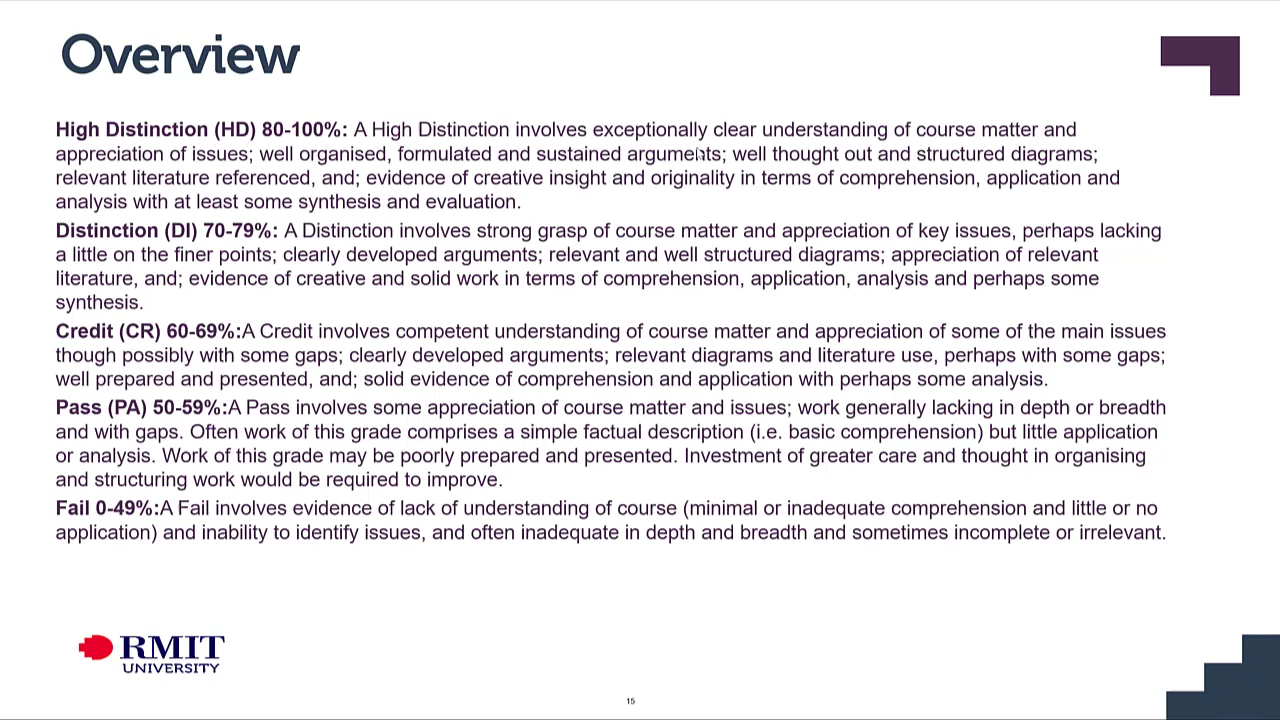 Overview
High Distinction (HD) 80-100%: A High Distinction involves exceptionally clear understanding of course matter and
appreciation of issues; well organised, formulated and sustained arguments; well thought out and structured diagrams;
relevant literature referenced, and; evidence of creative insight and originality in terms of comprehension, application and
analysis with at least some synthesis and evaluation.
Distinction (DI) 70-79%: A Distinction involves strong grasp of course matter and appreciation of key issues, perhaps lacking
a little on the finer points; clearly developed arguments; relevant and well structured diagrams; appreciation of relevant
literature, and; evidence of creative and solid work in terms of comprehension, application, analysis and perhaps some
synthesis.
Credit (CR) 60-69%:A Credit involves competent understanding of course matter and appreciation of some of the main issues
though possibly with some gaps; clearly developed arguments; relevant diagrams and literature use, perhaps with some gaps;
well prepared and presented, and; solid evidence of comprehension and application with perhaps some analysis.
Pass (PA) 50-59%:A Pass involves some appreciation of course matter and issues; work generally lacking in depth or breadth
and with gaps. Often work of this grade comprises a simple factual description (i.e. basic comprehension) but little application
or analysis. Work of this grade may be poorly prepared and presented. Investment of greater care and thought in organising
and structuring work would be required to improve.
Fail 0-49%:A Fail involves evidence of lack of understanding of course (minimal or inadequate comprehension and little or no
application) and inability to identify issues, and often inadequate in depth and breadth and sometimes incomplete or irrelevant.
RMIT
UNIVERSITY
15